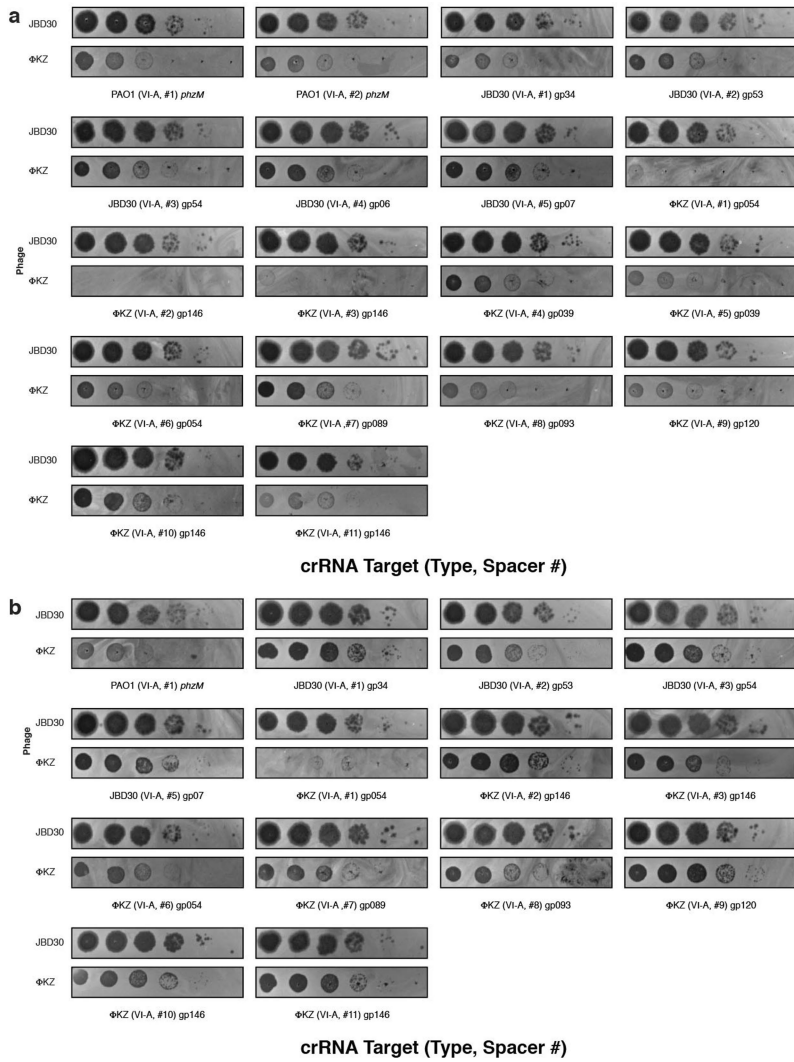 a
JBD30
ΦKZ
PAO1 (VI-A, #1) phzM
PAO1 (VI-A, #2) phzM
JBD30 (VI-A, #1) gp34
JBD30 (VI-A, #2) gp53
JBD30
ΦKZ
JBD30 (VI-A, #3) gp54
JBD30 (VI-A, #4) gp06
JBD30 (VI-A, #5) gp07
ΦKZ (VI-A, #1) gp054
Phage
JBD30
ΦKZ
ΦKZ (VI-A, #2) gp146
ΦKZ (VI-A, #3) gp146
ΦKZ (VI-A, #4) gp039
ΦKZ (VI-A, #5) gp039
JBD30
ΦKZ
ΦKZ (VI-A, #6) gp054
ΦKZ (VI-A ,#7) gp089
ΦKZ (VI-A, #8) gp093
ΦKZ (VI-A, #9) gp120
JBD30
ΦKZ
ΦKZ (VI-A, #10) gp146
ΦKZ (VI-A, #11) gp146
crRNA Target (Type, Spacer #)
b
JBD30
ΦKZ
PAO1 (VI-A, #1) phzM
JBD30 (VI-A, #1) gp34
JBD30 (VI-A, #2) gp53
JBD30 (VI-A, #3) gp54
Phage
JBD30
ΦKZ
JBD30 (VI-A, #5) gp07
ΦKZ (VI-A, #1) gp054
ΦKZ (VI-A, #2) gp146
ΦKZ (VI-A, #3) gp146
JBD30
ΦKZ
ΦKZ (VI-A, #6) gp054
ΦKZ (VI-A ,#7) gp089
ΦKZ (VI-A, #8) gp093
ΦKZ (VI-A, #9) gp120
JBD30
ΦKZ
ΦKZ (VI-A, #10) gp146
ΦKZ (VI-A, #11) gp146
crRNA Target (Type, Spacer #)